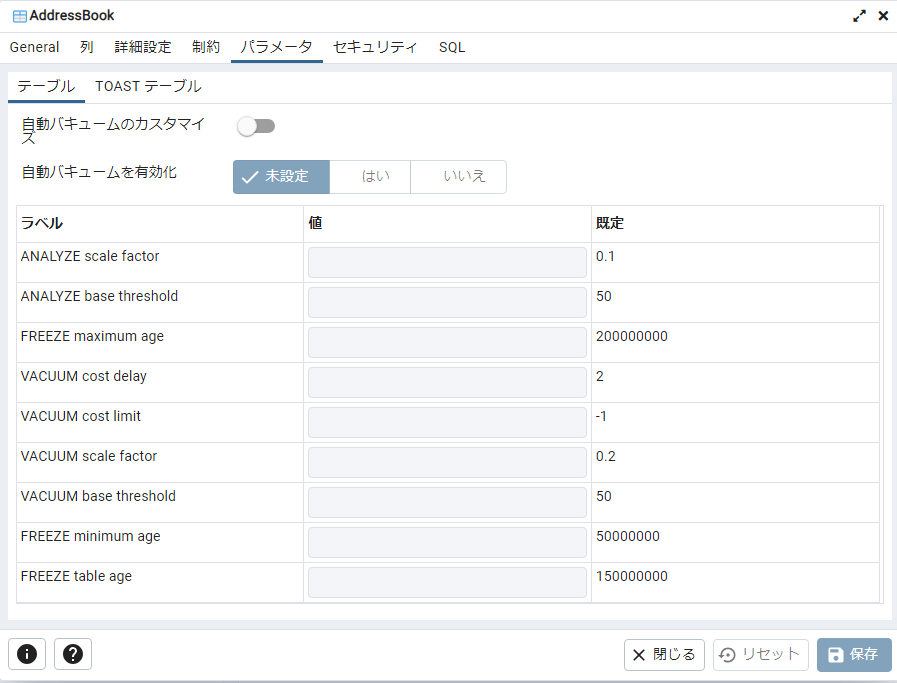 AddressBook
General 列 詳細設定 制約 パラメータ セキュリティ SQL
テーブル TOAST テーブル
自動バキュームのカスタマイ
ズ
自動バキュームを有効化 未設定 はい いいえ
ラベル 値 既定
ANALYZE scale factor 0.1
ANALYZE base threshold 50
FREEZE maximum age 200000000
VACUUM cost delay 2
VACUUM cost limit -1
VACUUM scale factor 0.2
VACUUM base threshold 50
FREEZE minimum age 50000000
FREEZE table age 150000000
閉じる リセット 保存